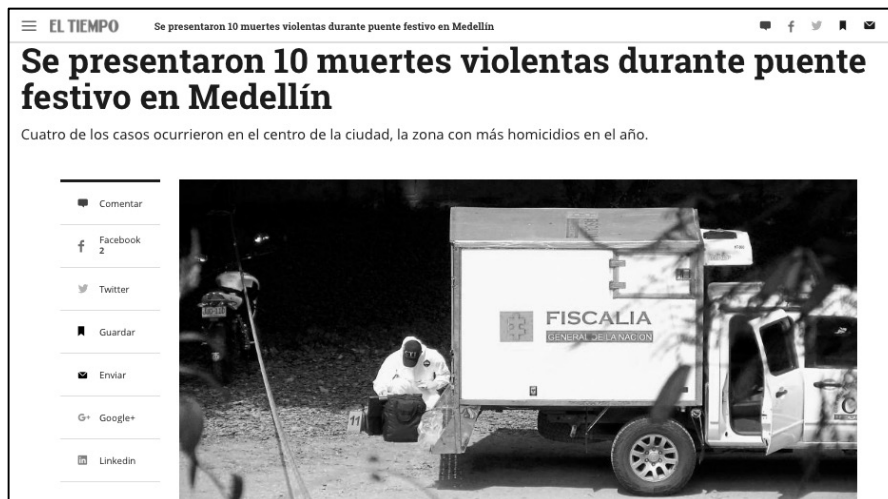 EL TIEMPO
Se presentaron 10 muertes violentas durante puente festivo en Medellín
Se presentaron 10 muertes violentas durante puente
festivo en Medellín
Cuatro de los casos ocurrieron en el centro de la ciudad, la zona con más homicidios en el año.
Comentar
Facebook
2
Twitter
Guardar
Enviar
G+ Google+
in Linkedin
FISCALIA
GENERAL DE LA NACION
11